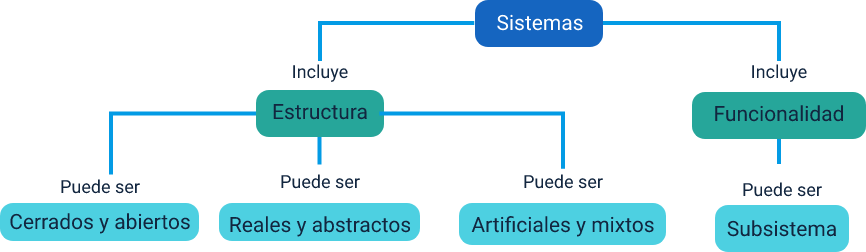 Sistemas
Incluye
Incluye
Estructura
Funcionalidad
Puede ser
Puede ser
Puede ser
Puede ser
Cerrados y abiertos
Reales y abstractos
Artificiales y mixtos
Subsistema